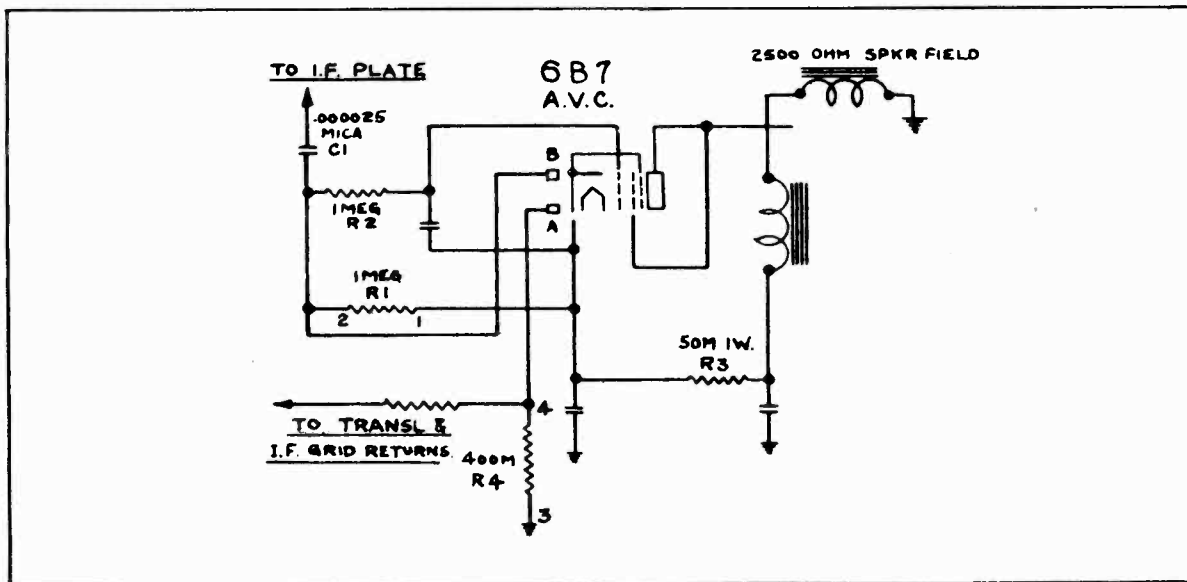 2500 OHM SPKR FIELD
TO I.F. PLATE
6B7
A.V.C.
.000025
MICA
C1
B
A
1MEG
R2
1MEG
R1
2
1
50M 1W.
R3
4
TO TRANSL &
I.F. GRID RETURNS.
400M
R4
3